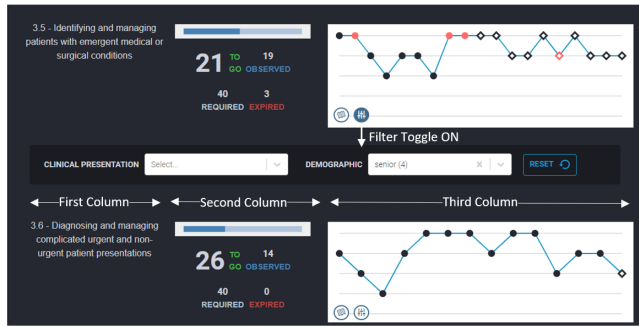 3.5 - Identifying and managing
patients with emergent medical or
surgical conditions
21 TO GO 19 OBSERVED
40 REQUIRED 3 EXPIRED
Filter Toggle ON
CLINICAL PRESENTATION Select... DEMOGRAPHIC senior (4) X RESET
First Column Second Column Third Column
3.6 - Diagnosing and managing
complicated urgent and non-
urgent patient presentations
26 TO GO 14 OBSERVED
40 REQUIRED 0 EXPIRED